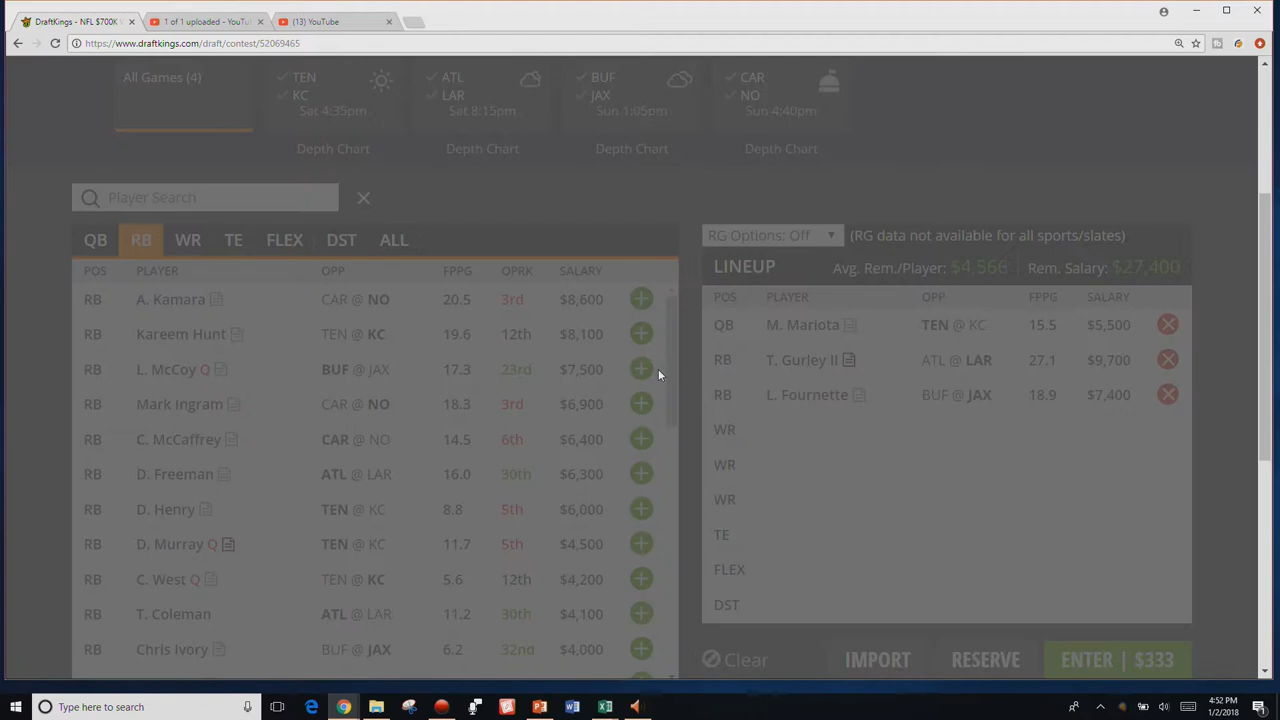 DraftKings - NFL $700K
1 of 1 uploaded - YouTu
(13) YouTube
https://www.draftkings.com/draft/contest/52069465
All Games (4)
TEN
KC
Sat 4:35pm
ATL
LAR
Sat 8:15pm
BUF
JAX
Sun 1:05pm
CAR
NO
Sun 4:40pm
Depth Chart Depth Chart Depth Chart Depth Chart
Player Search
QB RB WR TE FLEX DST ALL
POS PLAYER OPP FPPG OPRK SALARY
RB A. Kamara CAR @ NO 20.5 3rd $8,600
RB Kareem Hunt TEN @ KC 19.6 12th $8,100
RB L. McCoy Q BUF @ JAX 17.3 23rd $7,500
RB Mark Ingram CAR @ NO 18.3 3rd $6,900
RB C. McCaffrey CAR @ NO 14.5 6th $6,400
RB D. Freeman ATL @ LAR 16.0 30th $6,300
RB D. Henry TEN @ KC 8.8 5th $6,000
RB D. Murray Q TEN @ KC 11.7 5th $4,500
RB C. West Q TEN @ KC 5.6 12th $4,200
RB T. Coleman ATL @ LAR 11.2 30th $4,100
RB Chris Ivory BUF @ JAX 6.2 32nd $4,000
RG Options: Off (RG data not available for all sports/slates)
LINEUP Avg. Rem./Player: $4,566 Rem. Salary: $27,400
POS PLAYER OPP FPPG SALARY
QB M. Mariota TEN @ KC 15.5 $5,500
RB T. Gurley II ATL @ LAR 27.1 $9,700
RB L. Fournette BUF @ JAX 18.9 $7,400
WR
WR
WR
TE
FLEX
DST
Clear IMPORT RESERVE ENTER | $333
Type here to search
4:52 PM
1/2/2018